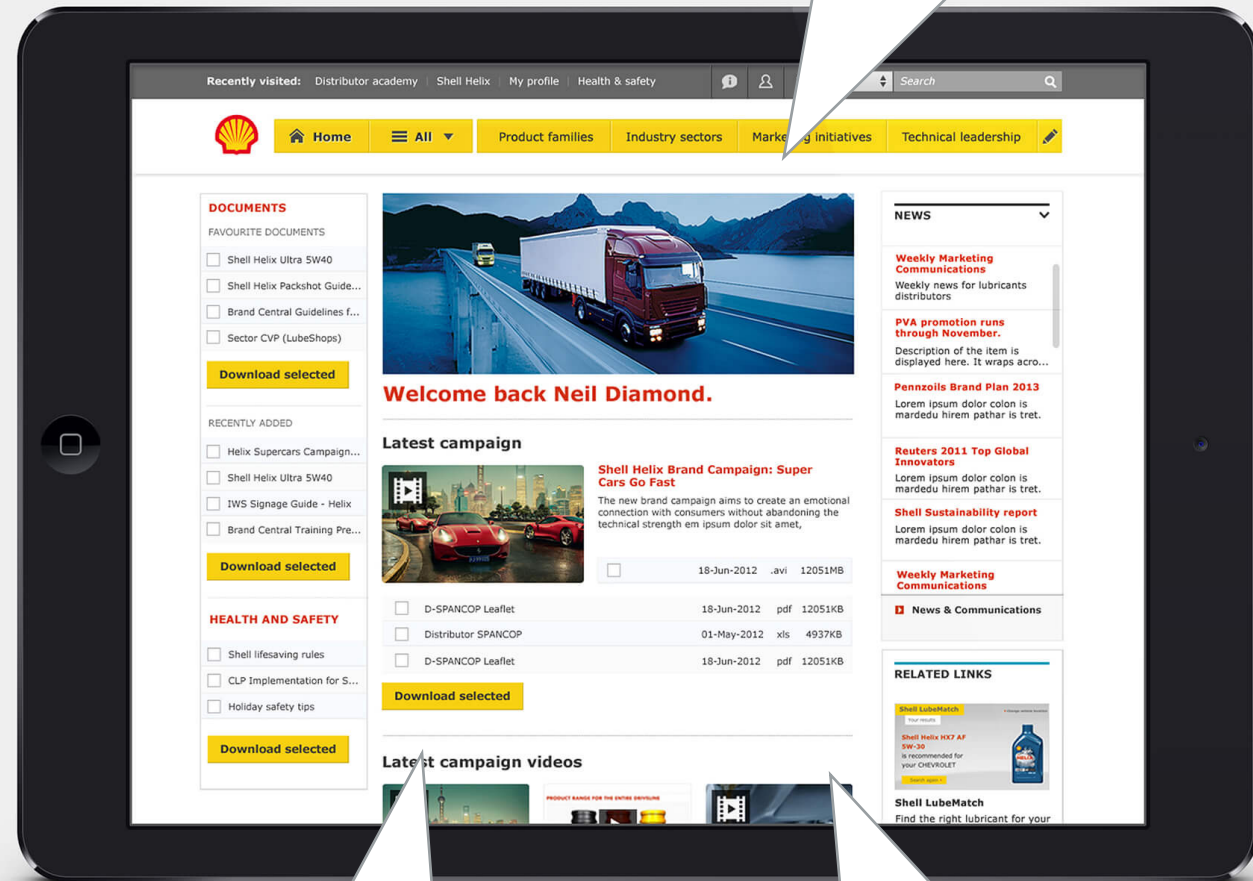 Recently visited: Distributor academy | Shell Helix | My profile | Health & safety
Search
Home
All
Product families
Industry sectors
Marketing initiatives
Technical leadership
DOCUMENTS
FAVOURITE DOCUMENTS
Shell Helix Ultra 5W40
Shell Helix Packshot Guide...
Brand Central Guidelines f...
Sector CVP (LubeShops)
Download selected
RECENTLY ADDED
Helix Supercars Campaign...
Shell Helix Ultra 5W40
IWS Signage Guide - Helix
Brand Central Training Pre...
Download selected
HEALTH AND SAFETY
Shell lifesaving rules
CLP Implementation for S...
Holiday safety tips
Download selected
Welcome back Neil Diamond.
Latest campaign
Shell Helix Brand Campaign: Super
Cars Go Fast
The new brand campaign aims to create an emotional
connection with consumers without abandoning the
technical strength em ipsum dolor sit amet,
18-Jun-2012 .avi 12051MB
D-SPANCOP Leaflet 18-Jun-2012 pdf 12051KB
Distributor SPANCOP 01-May-2012 xls 4937KB
D-SPANCOP Leaflet 18-Jun-2012 pdf 12051KB
Download selected
Latest campaign videos
PRODUCT RANGE FOR THE ENTIRE DRIVELINE
NEWS
Weekly Marketing
Communications
Weekly news for lubricants
distributors
PVA promotion runs
through November.
Description of the item is
displayed here. It wraps acro...
Pennzoils Brand Plan 2013
Lorem ipsum dolor colon is
mardedu hirem pathar is tret.
Reuters 2011 Top Global
Innovators
Lorem ipsum dolor colon is
mardedu hirem pathar is tret.
Shell Sustainability report
Lorem ipsum dolor colon is
mardedu hirem pathar is tret.
Weekly Marketing
Communications
News & Communications
RELATED LINKS
Shell LubeMatch
Your results
Shell Helix HX7 AF
5W-30
is recommended for
your CHEVROLET
Search again
Shell LubeMatch
Find the right lubricant for your